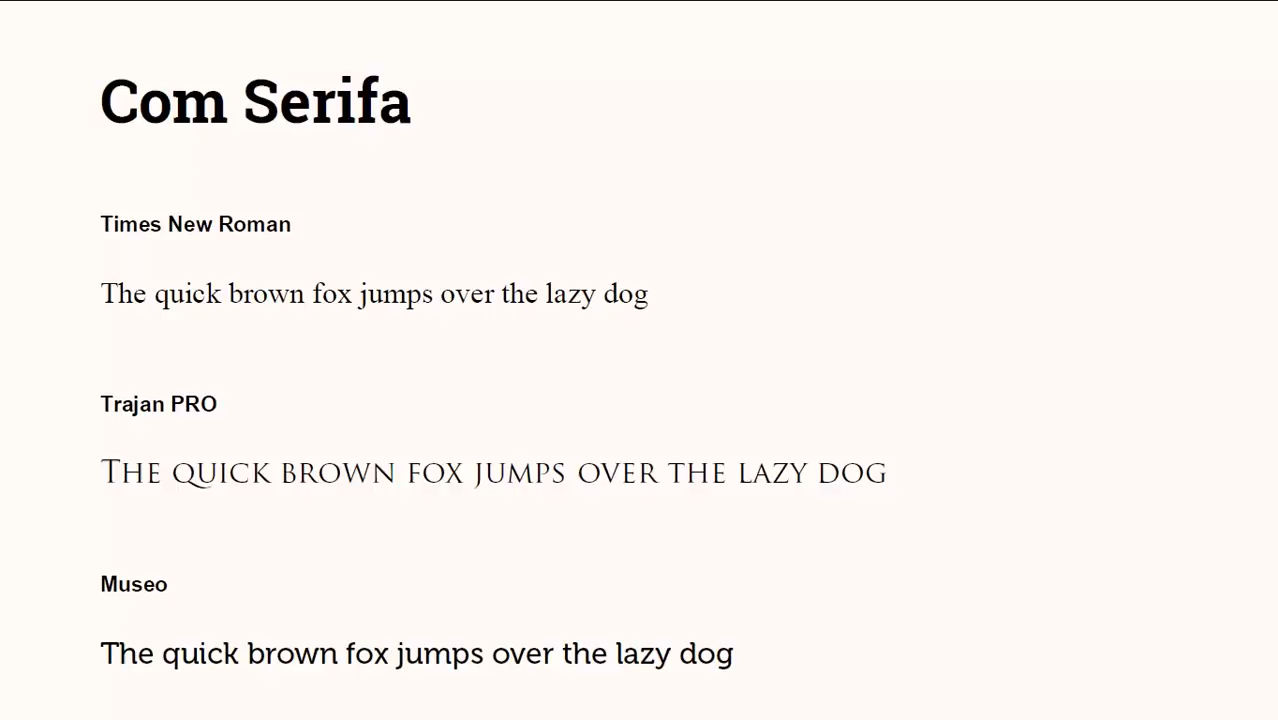 Com Serifa
Times New Roman
The quick brown fox jumps over the lazy dog
Trajan PRO
The quick brown fox jumps over the lazy dog
Museo
The quick brown fox jumps over the lazy dog